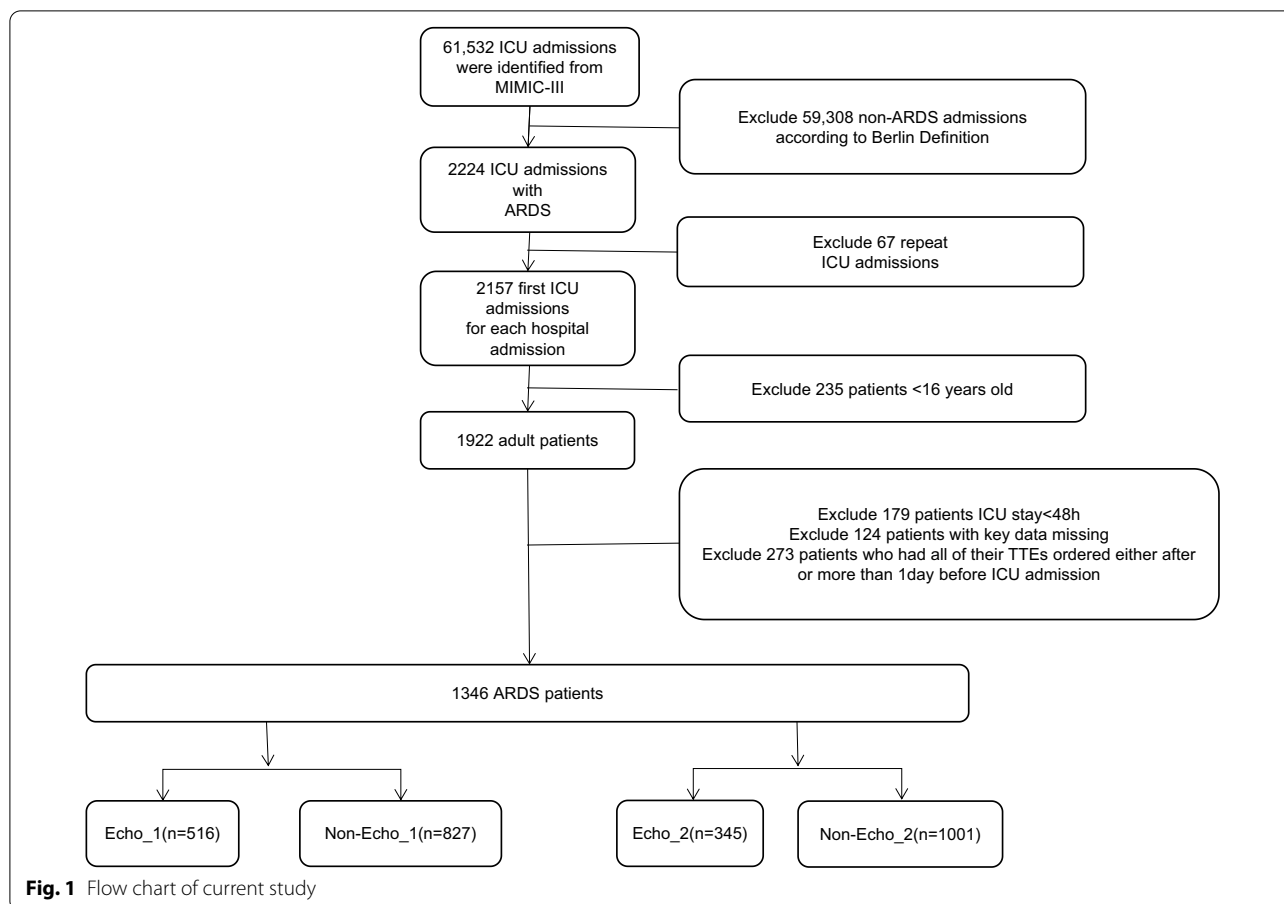 61,532 ICU admissions
were identified from
MIMIC-III
Exclude 59,308 non-ARDS admissions
according to Berlin Definition
2224 ICU admissions
with
ARDS
Exclude 67 repeat
ICU admissions
2157 first ICU
admissions
for each hospital
admission
Exclude 235 patients <16 years old
1922 adult patients
Exclude 179 patients ICU stay<48h
Exclude 124 patients with key data missing
Exclude 273 patients who had all of their TTEs ordered either after
or more than 1day before ICU admission
1346 ARDS patients
Echo_1(n=516)
Non-Echo_1(n=827)
Echo_2(n=345)
Non-Echo_2(n=1001)
Fig. 1 Flow chart of current study